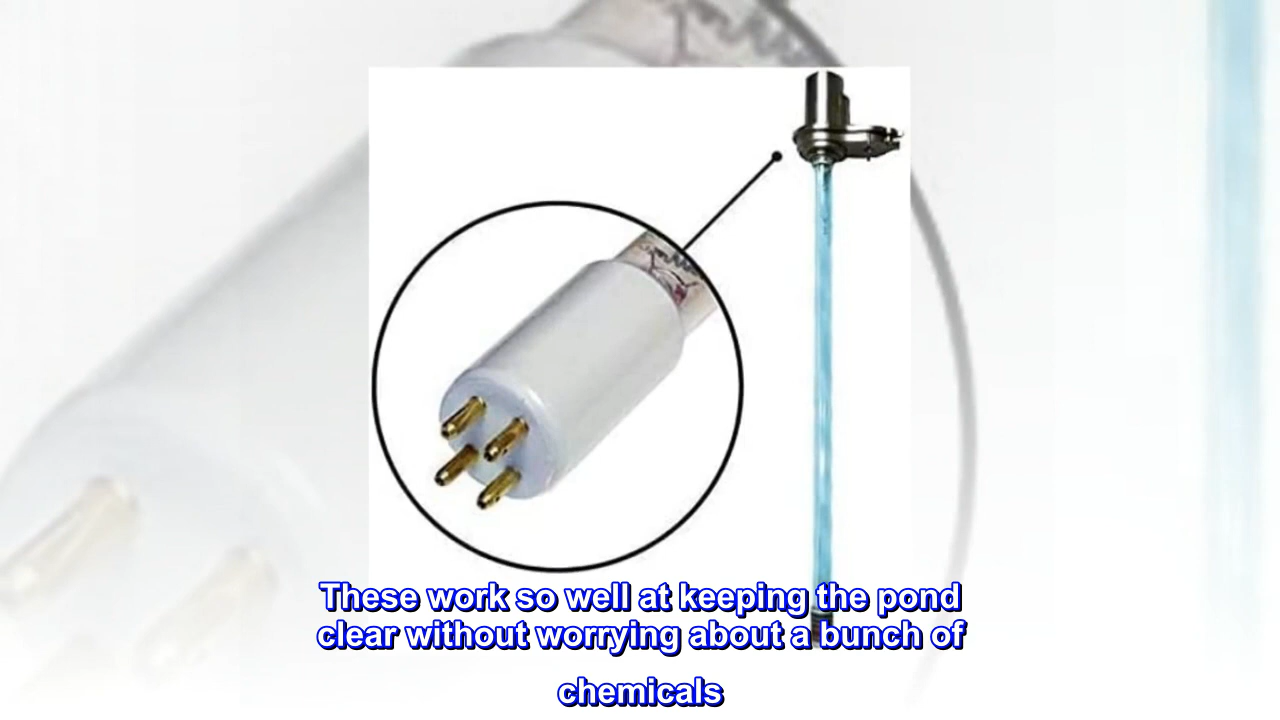 These work so well at keeping the pond
clear without worrying about a bunch of
chemicals